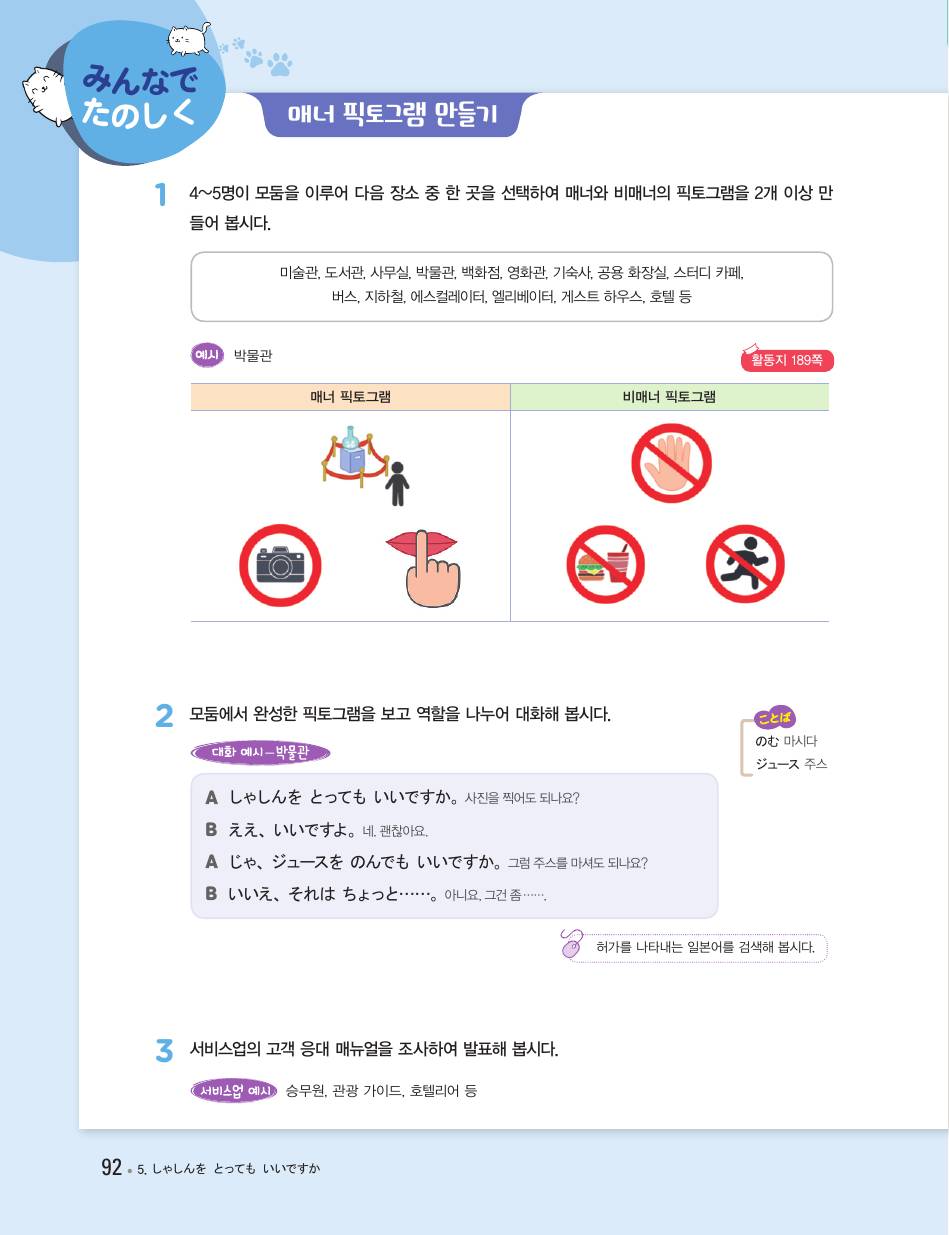 みんなで
たのしく
매너 픽토그램 만들기
1 4~5명이 모둠을 이루어 다음 장소 중 한 곳을 선택하여 매너와 비매너의 픽토그램을 2개 이상 만
들어 봅시다.
미술관, 도서관, 사무실, 박물관, 백화점, 영화관, 기숙사, 공용 화장실, 스터디 카페,
버스, 지하철, 에스컬레이터, 엘리베이터, 게스트 하우스, 호텔 등
예시 박물관
활동지 189쪽
매너 픽토그램 비매너 픽토그램
2 모둠에서 완성한 픽토그램을 보고 역할을 나누어 대화해 봅시다.
ことば
のむ 마시다
ジュース 주스
대화 예시-박물관
A しゃしんを とっても いいですか。 사진을 찍어도 되나요?
B ええ、いいですよ。 네, 괜찮아요.
A じゃ、ジュースを のんでも いいですか。 그럼 주스를 마셔도 되나요?
B いいえ、それは ちょっと……。 아니요, 그건 좀…….
허가를 나타내는 일본어를 검색해 봅시다.
3 서비스업의 고객 응대 매뉴얼을 조사하여 발표해 봅시다.
서비스업 예시 승무원, 관광 가이드, 호텔리어 등
92 • 5. しゃしんを とっても いいですか